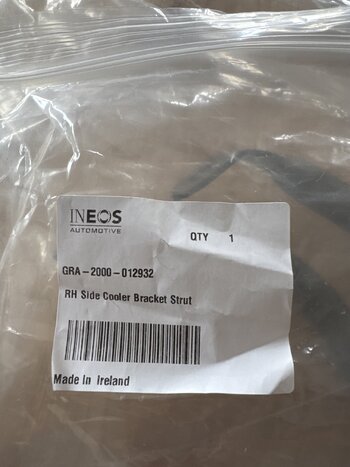 INEOS
AUTOMOTIVE
QTY 1
GRA-2000-012932
RH Side Cooler Bracket Strut
Made In Ireland